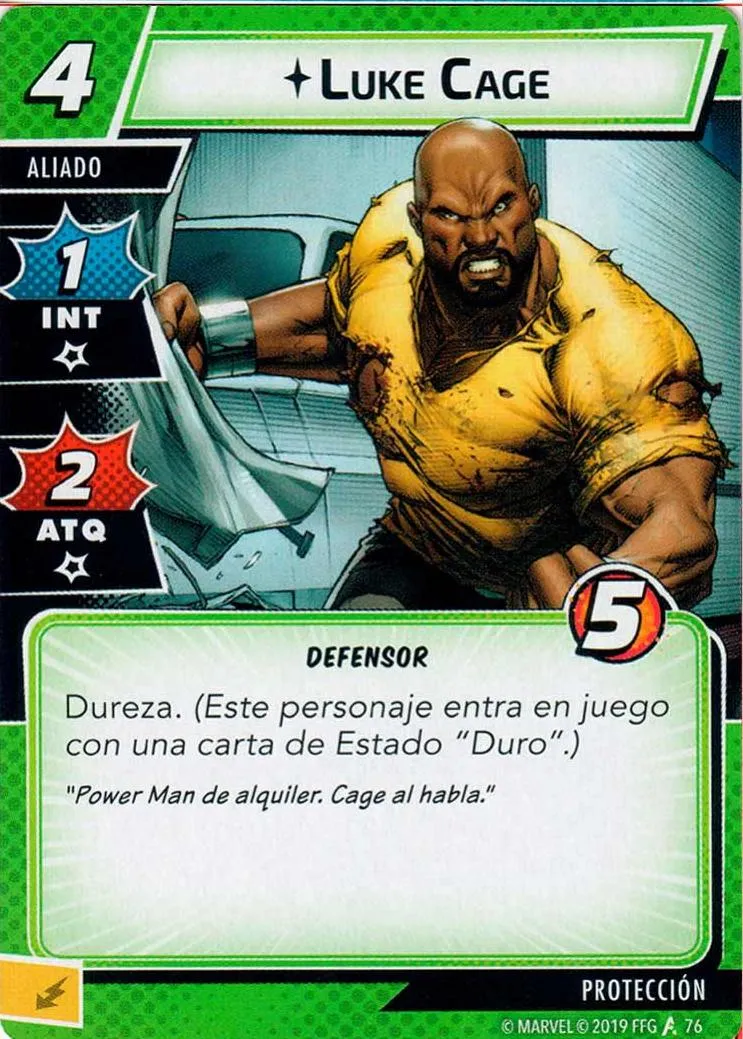 4
LUKE CAGE
ALIADO
1
INT
2
ATQ
5
DEFENSOR
Dureza. (Este personaje entra en juego
con una carta de Estado “Duro”.)
"Power Man de alquiler. Cage al habla."
PROTECCIÓN
© MARVEL © 2019 FFG 76